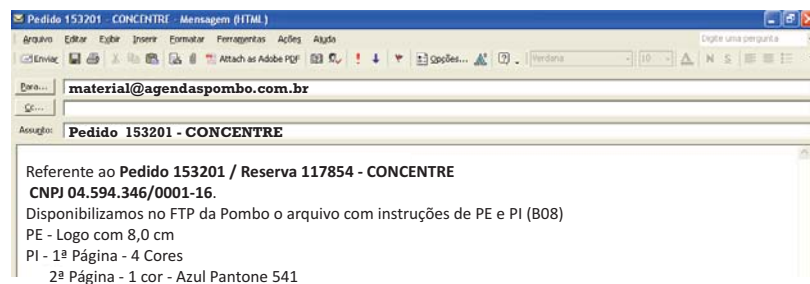 Pedido 153201 - CONCENTRE - Mensagem (HTML)
Arquivo Editar Exibir Inserir Formatar Ferramentas Ações Ajuda Digite uma pergunta
Enviar Attach as Adobe PDF Opções... Verdana 10 A N S
Para... material@agendaspombo.com.br
Cc...
Assunto: Pedido 153201 - CONCENTRE
Referente ao Pedido 153201 / Reserva 117854 - CONCENTRE
CNPJ 04.594.346/0001-16.
Disponibilizamos no FTP da Pombo o arquivo com instruções de PE e PI (B08)
PE - Logo com 8,0 cm
PI - 1ª Página - 4 Cores
2ª Página - 1 cor - Azul Pantone 541